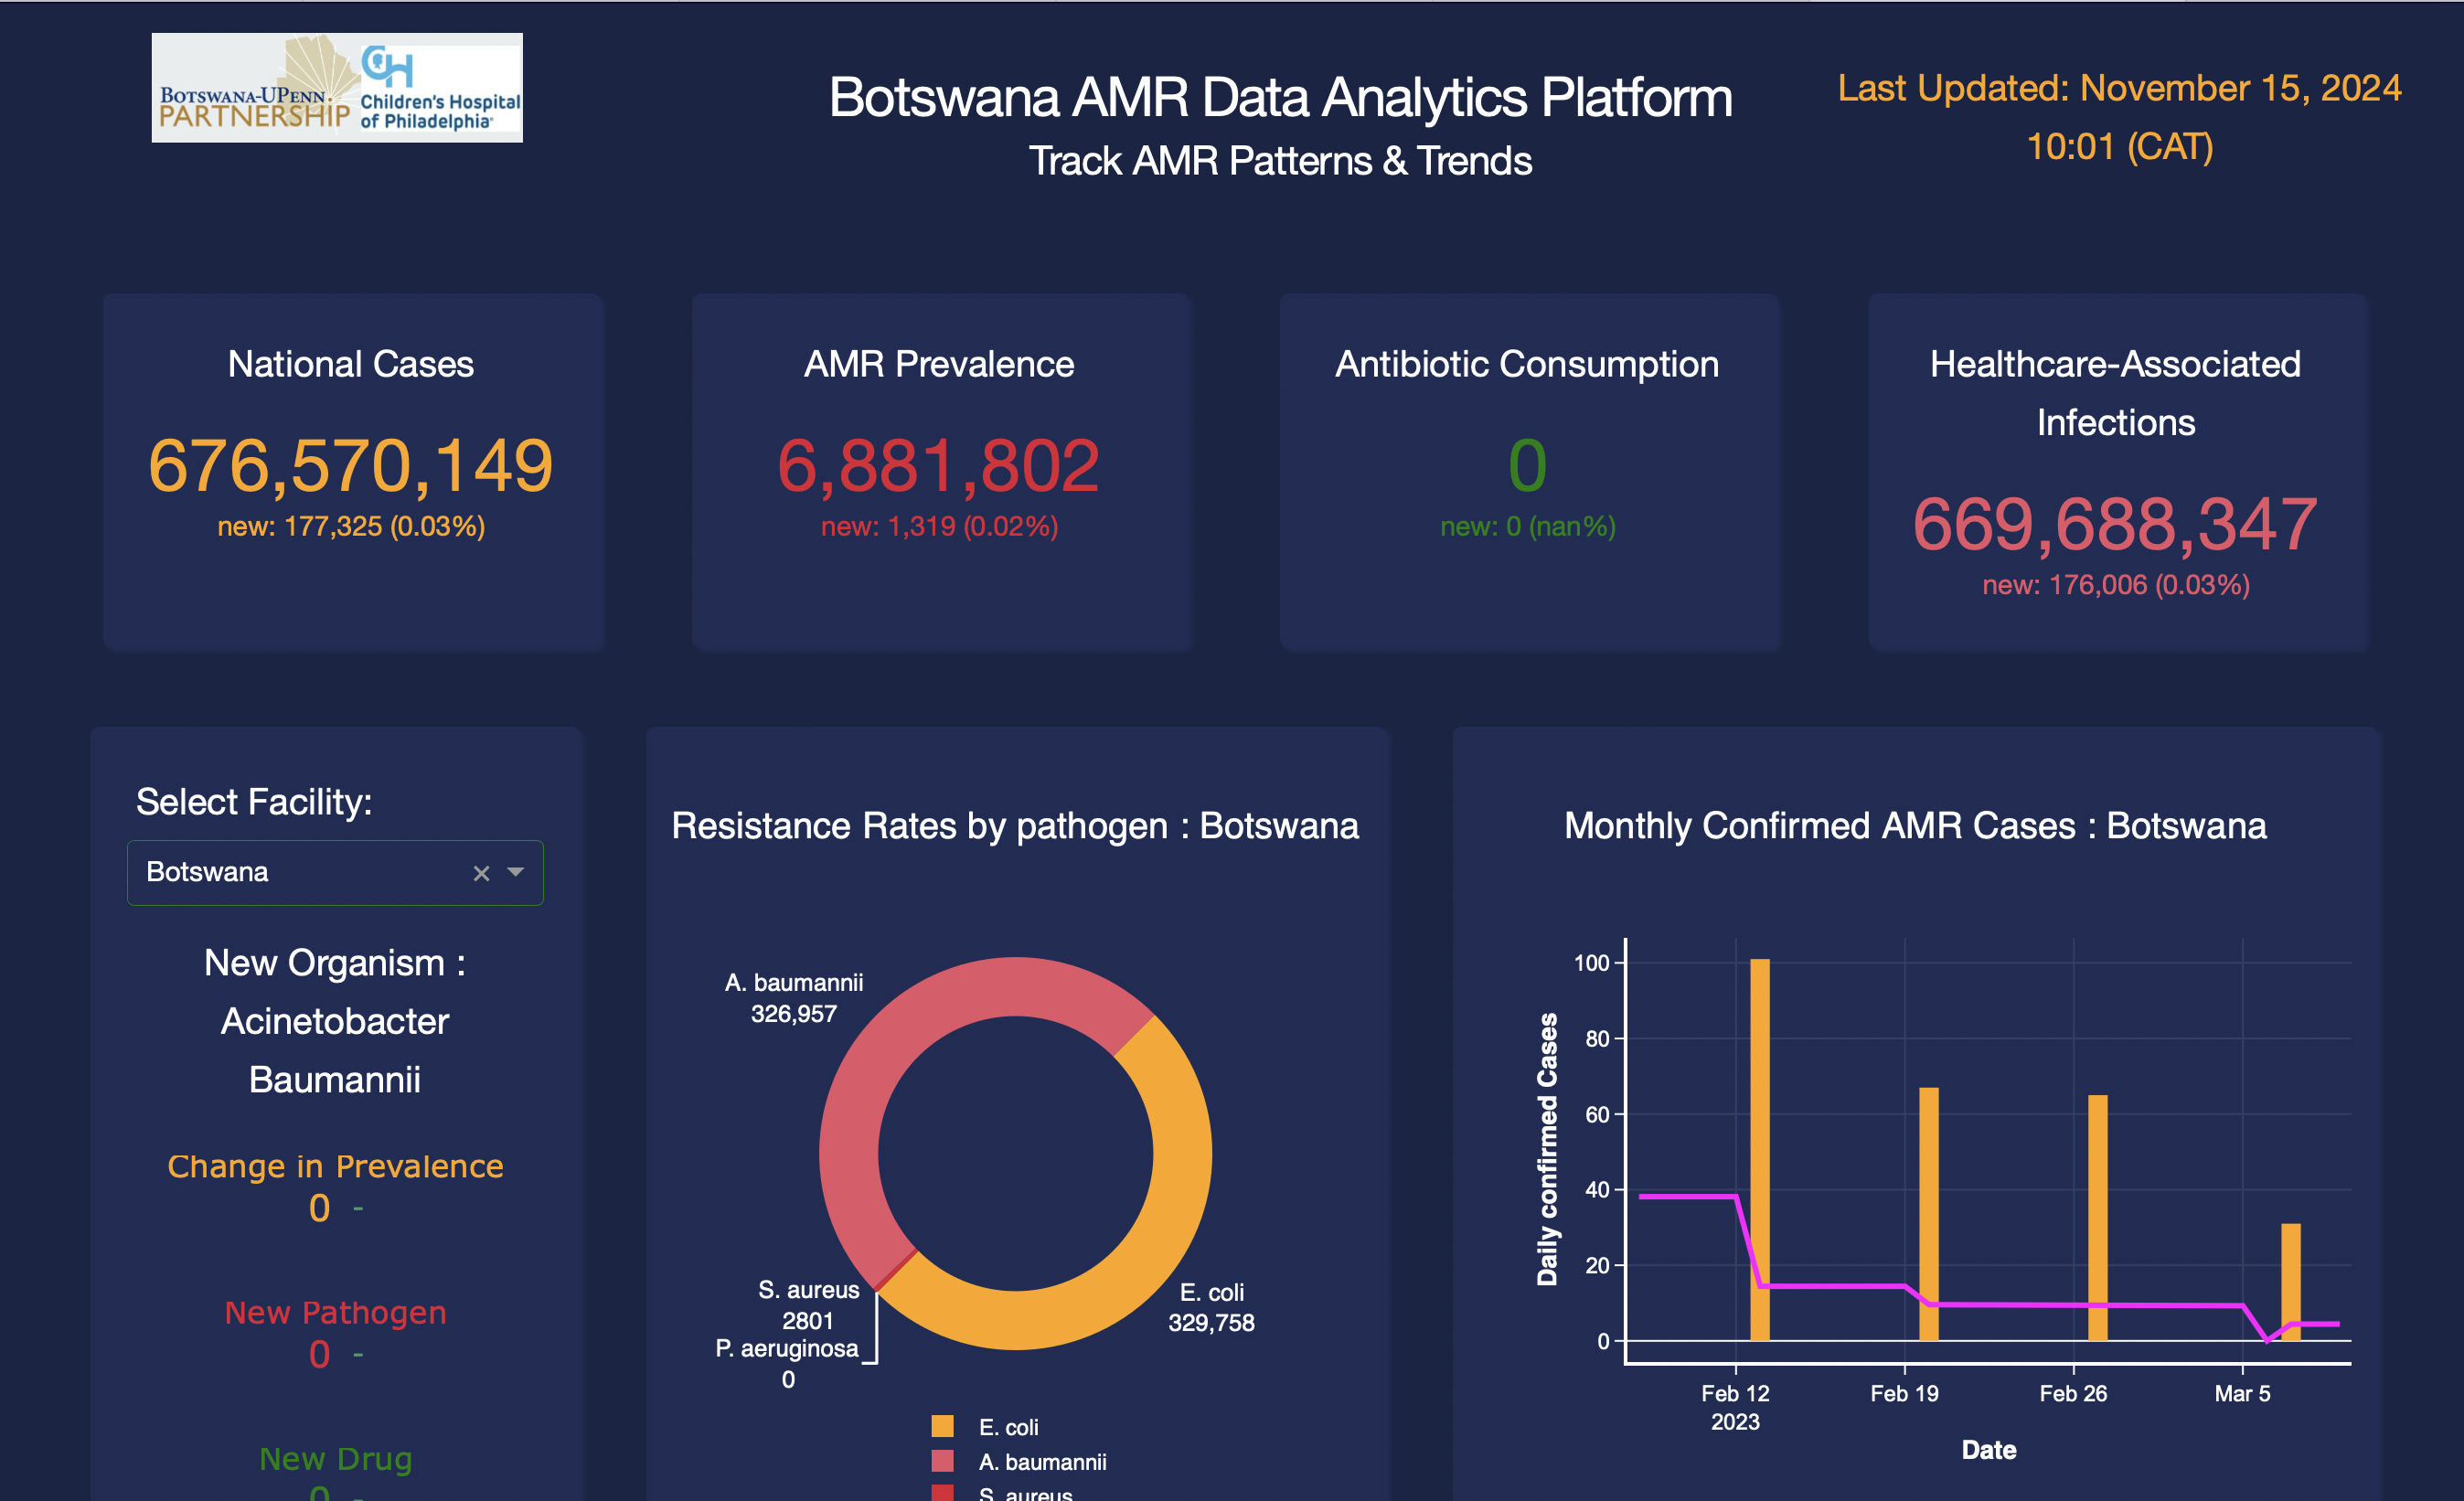 BOTSWANA-UPENN
PARTNERSHIP
CH
Children's Hospital
of Philadelphia
Botswana AMR Data Analytics Platform
Track AMR Patterns & Trends
Last Updated: November 15, 2024
10:01 (CAT)
National Cases
676,570,149
new: 177,325 (0.03%)
AMR Prevalence
6,881,802
new: 1,319 (0.02%)
Antibiotic Consumption
0
new: 0 (nan%)
Healthcare-Associated
Infections
669,688,347
new: 176,006 (0.03%)
Select Facility:
Botswana
New Organism :
Acinetobacter
Baumannii
Change in Prevalence
0 -
New Pathogen
0 -
New Drug
0 -
Resistance Rates by pathogen : Botswana
A. baumannii
326,957
S. aureus
2801
P. aeruginosa
0
E. coli
329,758
E. coli
A. baumannii
S. aureus
Monthly Confirmed AMR Cases : Botswana
Daily confirmed Cases
100
80
60
40
20
0
Feb 12
2023
Feb 19
Feb 26
Mar 5
Date